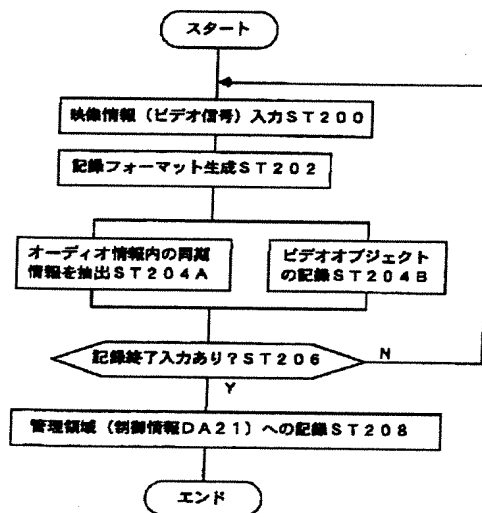 スタート
映像情報（ビデオ信号）入力ST200
記録フォーマット生成ST202
オーディオ情報内の同期
情報を抽出ST204A
ビデオオブジェクト
の記録ST204B
記録終了入力あり？ST206
N
Y
管理領域（制御情報DA21）への記録ST208
エンド